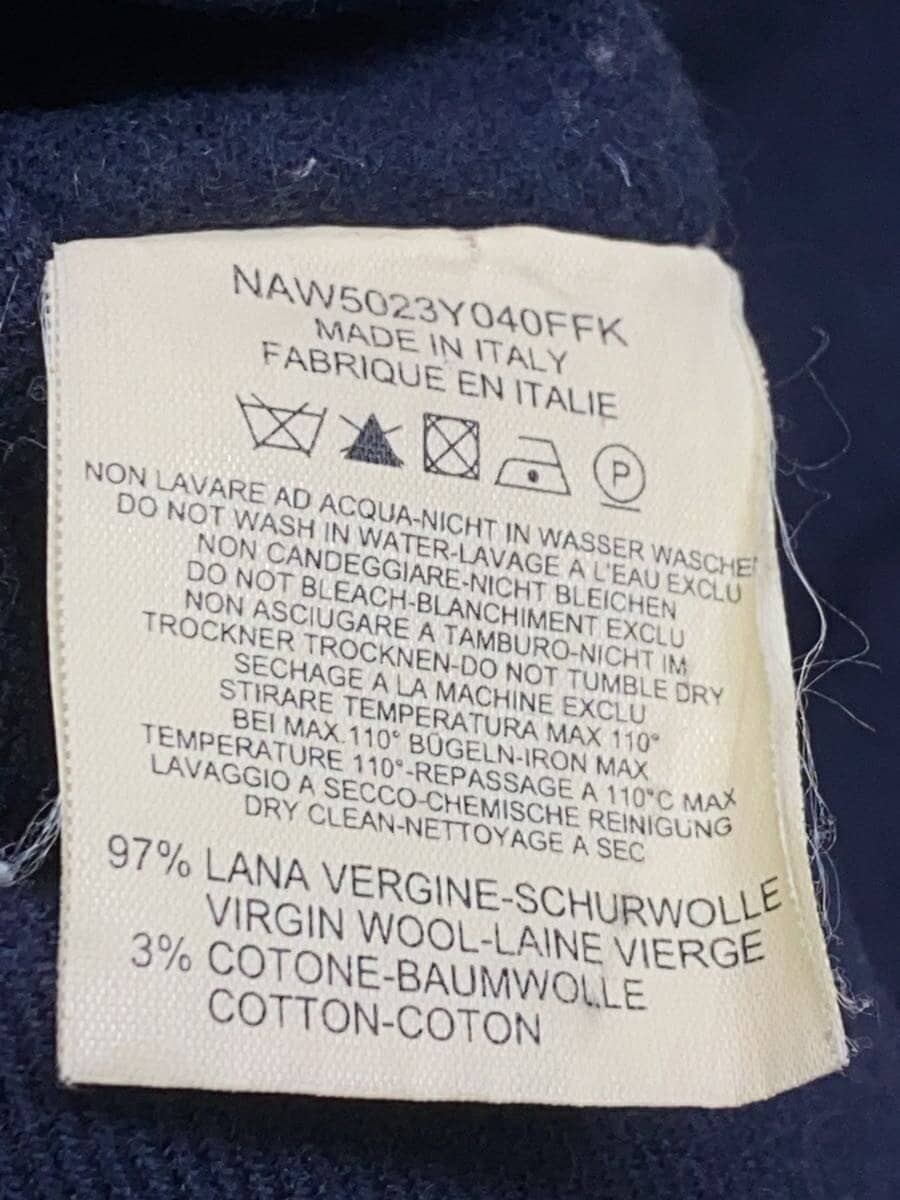 NAW5023Y040FFK
MADE IN ITALY
FABRIQUE EN ITALIE
P
NON LAVARE AD ACQUA-NICHT IN WASSER WASCHE
DO NOT WASH IN WATER-LAVAGE A L'EAU EXCLU
NON CANDEGGIARE-NICHT BLEICHEN
DO NOT BLEACH-BLANCHIMENT EXCLU
NON ASCIUGARE A TAMBURO-NICHT IM
TROCKNER TROCKNEN-DO NOT TUMBLE DRY
SECHAGE A LA MACHINE EXCLU
STIRARE TEMPERATURA MAX 110°
BEI MAX.110° BÜGELN-IRON MAX
TEMPERATURE 110°-REPASSAGE A 110°C MAX
LAVAGGIO A SECCO-CHEMISCHE REINIGUNG
DRY CLEAN-NETTOYAGE A SEC
97% LANA VERGINE-SCHURWOLLE
VIRGIN WOOL-LAINE VIERGE
3% COTONE-BAUMWOLLE
COTTON-COTON